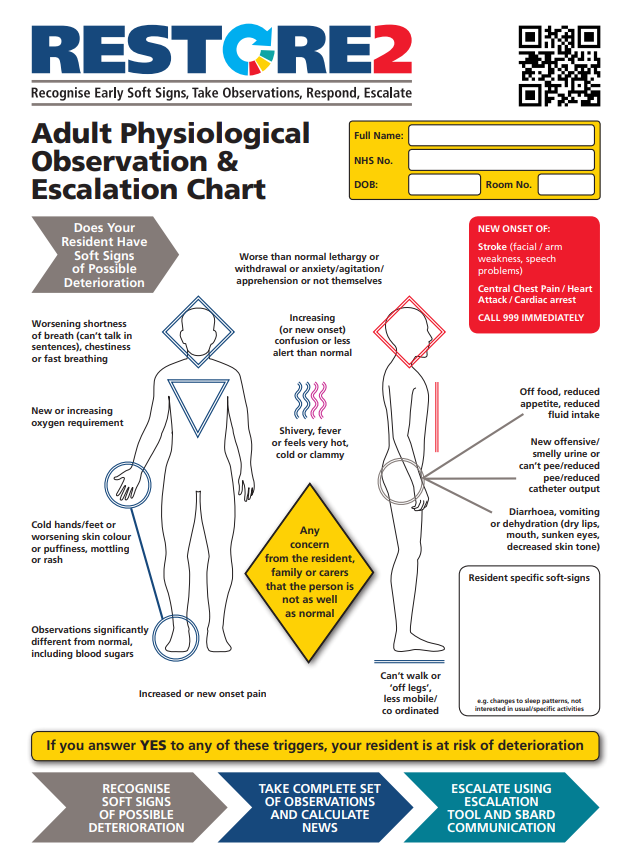 RESTORE2
Recognise Early Soft Signs, Take Observations, Respond, Escalate
Adult Physiological
Observation &
Escalation Chart
Full Name:
NHS No.
DOB:
Room No.
Does Your
Resident Have
Soft Signs
of Possible
Deterioration
Worse than normal lethargy or
withdrawal or anxiety/agitation/
apprehension or not themselves
NEW ONSET OF:
Stroke (facial / arm
weakness, speech
problems)
Central Chest Pain / Heart
Attack / Cardiac arrest
CALL 999 IMMEDIATELY
Worsening shortness
of breath (can't talk in
sentences), chestiness
or fast breathing
Increasing
(or new onset)
confusion or less
alert than normal
New or increasing
oxygen requirement
Shivery, fever
or feels very hot,
cold or clammy
Off food, reduced
appetite, reduced
fluid intake
New offensive/
smelly urine or
can't pee/reduced
pee/reduced
catheter output
Diarrhoea, vomiting
or dehydration (dry lips,
mouth, sunken eyes,
decreased skin tone)
Cold hands/feet or
worsening skin colour
or puffiness, mottling
or rash
Any
concern
from the resident,
family or carers
that the person is
not as well
as normal
Resident specific soft-signs
e.g. changes to sleep patterns, not
interested in usual/specific activities
Observations significantly
different from normal,
including blood sugars
Increased or new onset pain
Can't walk or
'off legs',
less mobile/
co ordinated
If you answer YES to any of these triggers, your resident is at risk of deterioration
RECOGNISE
SOFT SIGNS
OF POSSIBLE
DETERIORATION
TAKE COMPLETE SET
OF OBSERVATIONS
AND CALCULATE
NEWS
ESCALATE USING
ESCALATION
TOOL AND SBARD
COMMUNICATION